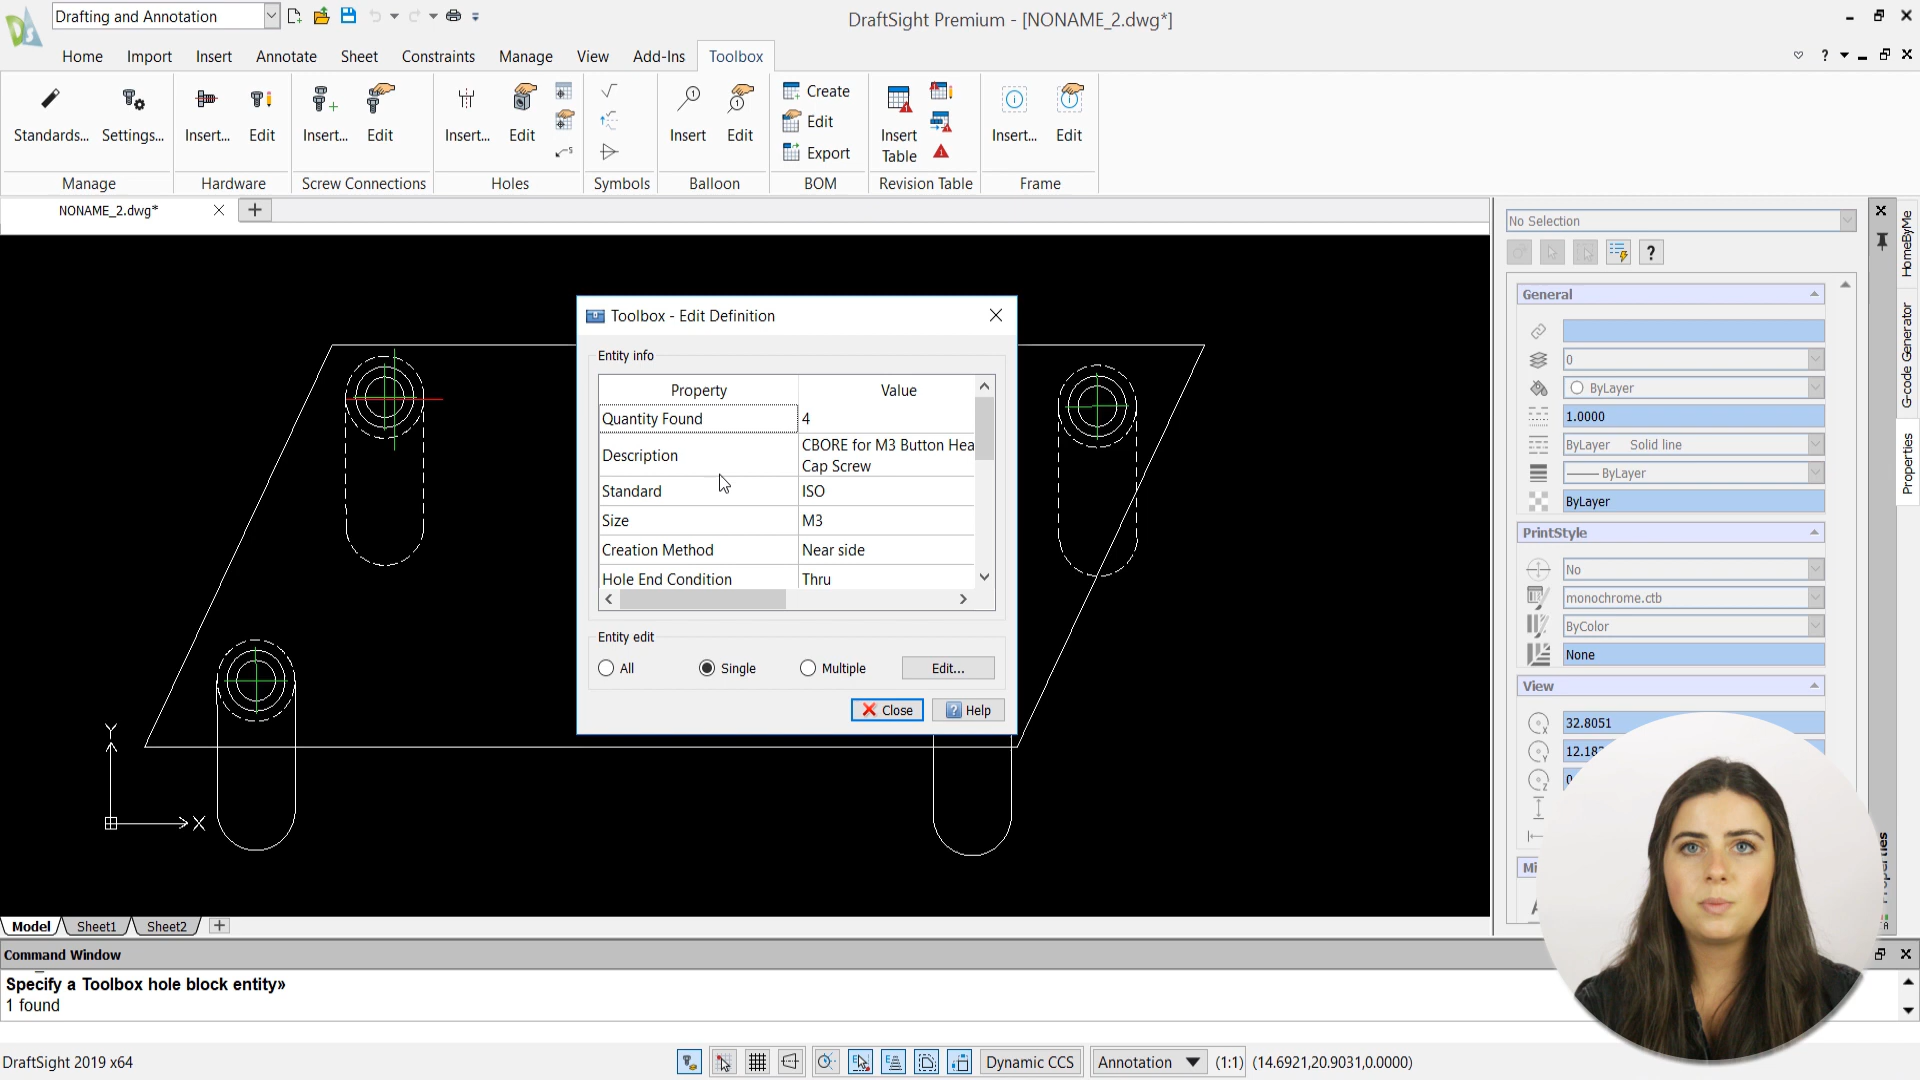 Drafting and Annotation
DraftSight Premium - [NONAME_2.dwg*]
Home Import Insert Annotate Sheet Constraints Manage View Add-Ins Toolbox
Standards... Settings... Insert... Edit Insert... Edit Insert... Edit Insert Edit
Create
Edit
Export
Insert
Table
Insert... Edit
Manage Hardware Screw Connections Holes Symbols Balloon BOM Revision Table Frame
NONAME_2.dwg*
No Selection
HomeByMe
G-code Generator
Properties
Toolbox - Edit Definition
Entity info
Property Value
Quantity Found 4
Description CBORE for M3 Button Hea
Cap Screw
Standard ISO
Size M3
Creation Method Near side
Hole End Condition Thru
Entity edit
All Single Multiple Edit...
Close Help
General
0
ByLayer
1.0000
ByLayer Solid line
ByLayer
ByLayer
PrintStyle
No
monochrome.ctb
ByColor
None
View
32.8051
Y
X
Model Sheet1 Sheet2
Command Window
Specify a Toolbox hole block entity»
1 found
DraftSight 2019 x64
Dynamic CCS Annotation (1:1) (14.6921,20.9031,0.0000)